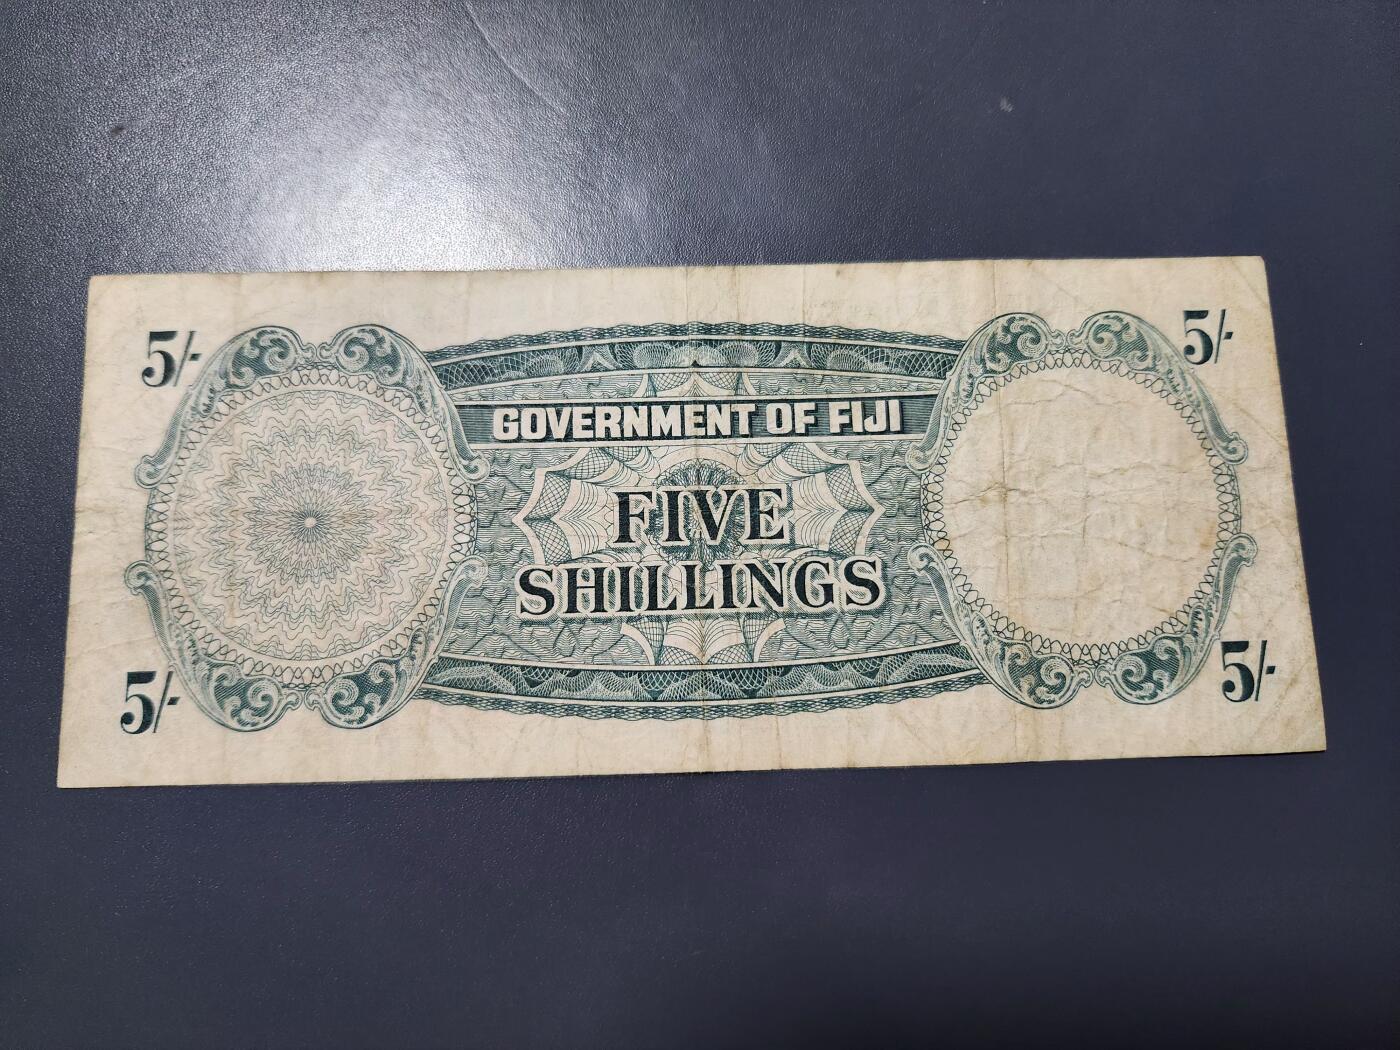 5/-
5/-
GOVERNMENT OF FIJI
FIVE
SHILLINGS
5/-
5/-